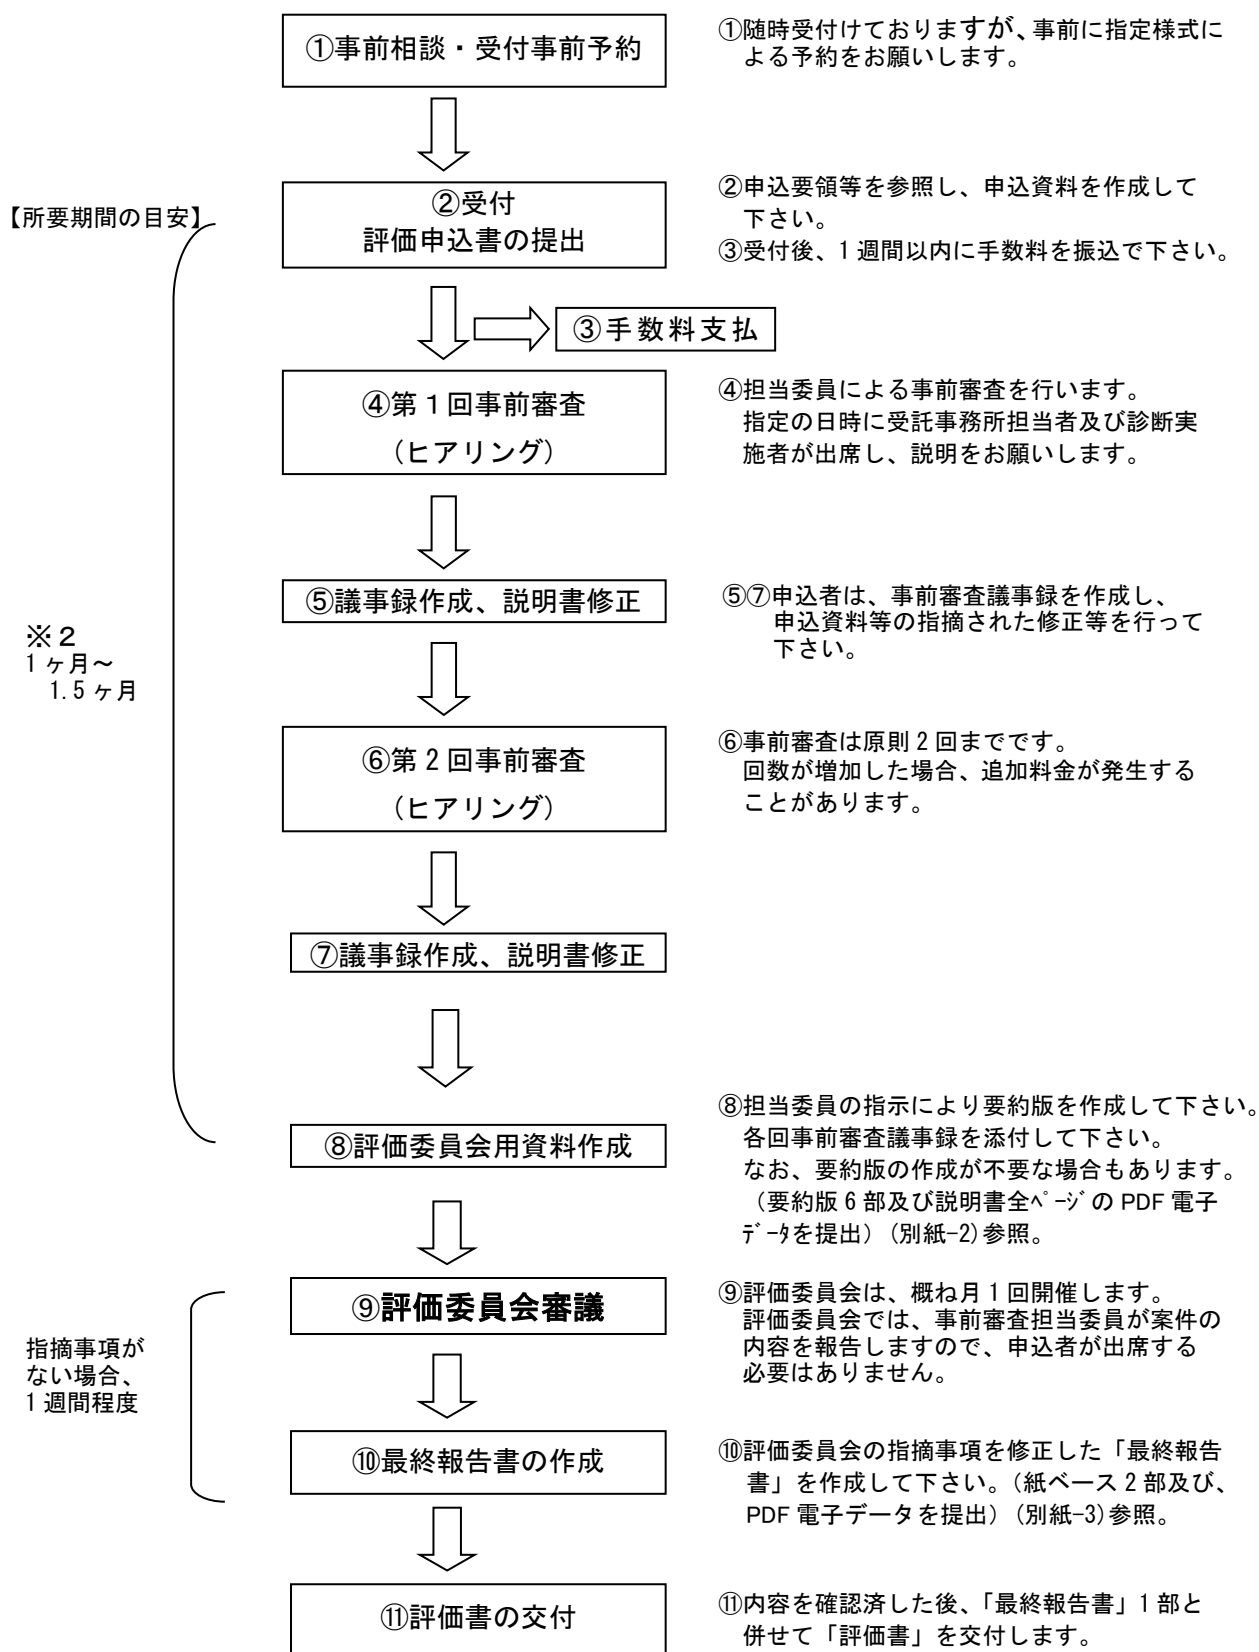 ①事前相談・受付事前予約
①随時受付けておりますが、事前に指定様式に
よる予約をお願いします。
【所要期間の目安】
②受付
評価申込書の提出
②申込要領等を参照し、申込資料を作成して
下さい。
③受付後、1週間以内に手数料を振込で下さい。
③手数料支払
④第1回事前審査
(ヒアリング)
④担当委員による事前審査を行います。
指定の日時に受託事務所担当者及び診断実
施者が出席し、説明をお願いします。
⑤議事録作成、説明書修正
⑤⑦申込者は、事前審査議事録を作成し、
申込資料等の指摘された修正等を行って
下さい。
※2
1ヶ月～
1.5ヶ月
⑥第2回事前審査
(ヒアリング)
⑥事前審査は原則2回までです。
回数が増加した場合、追加料金が発生する
ことがあります。
⑦議事録作成、説明書修正
⑧評価委員会用資料作成
⑧担当委員の指示により要約版を作成して下さい。
各回事前審査議事録を添付して下さい。
なお、要約版の作成が不要な場合もあります。
(要約版6部及び説明書全ﾍﾟｰｼﾞのPDF電子
ﾃﾞｰﾀを提出)(別紙-2)参照。
⑨評価委員会審議
⑨評価委員会は、概ね月1回開催します。
評価委員会では、事前審査担当委員が案件の
内容を報告しますので、申込者が出席する
必要はありません。
指摘事項が
ない場合、
1週間程度
⑩最終報告書の作成
⑩評価委員会の指摘事項を修正した「最終報告
書」を作成して下さい。(紙ベース2部及び、
PDF電子データを提出)(別紙-3)参照。
⑪評価書の交付
⑪内容を確認済した後、「最終報告書」1部と
併せて「評価書」を交付します。